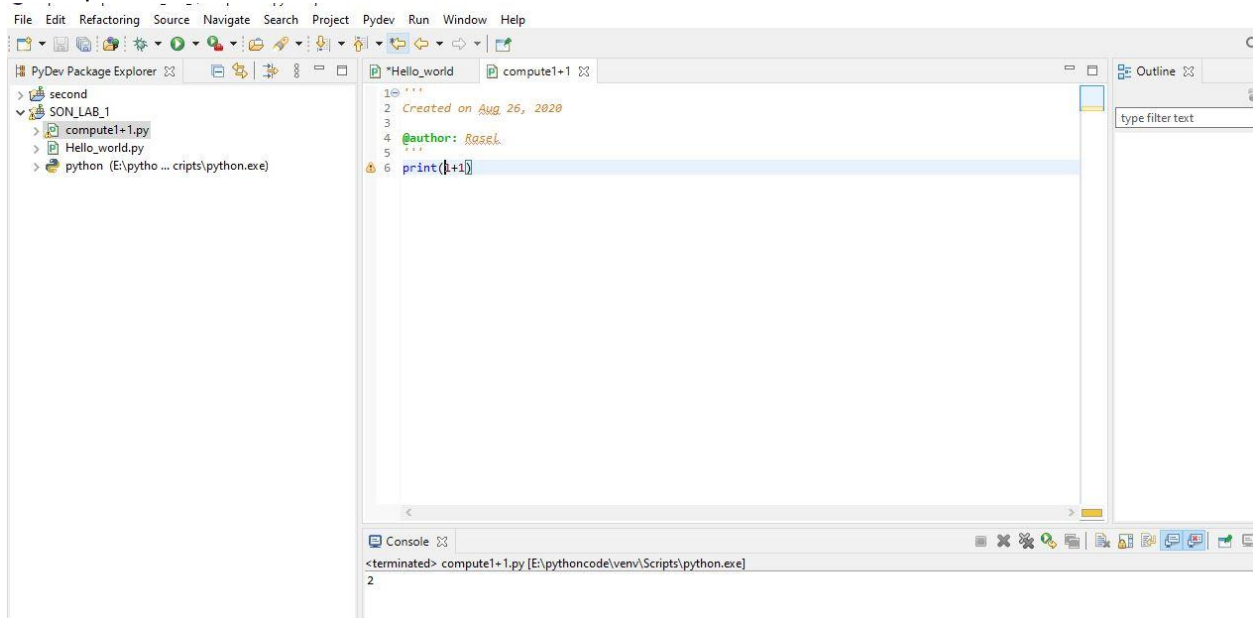 File Edit Refactoring Source Navigate Search Project Pydev Run Window Help
PyDev Package Explorer
second
SON_LAB_1
compute1+1.py
Hello_world.py
python (E:\pytho ... cripts\python.exe)
*Hello_world
compute1+1
1 '''
2 Created on Aug 26, 2020
3
4 @author: Rasel
5 '''
6 print(1+1)
Outline
type filter text
Console
<terminated> compute1+1.py [E:\pythoncode\venv\Scripts\python.exe]
2